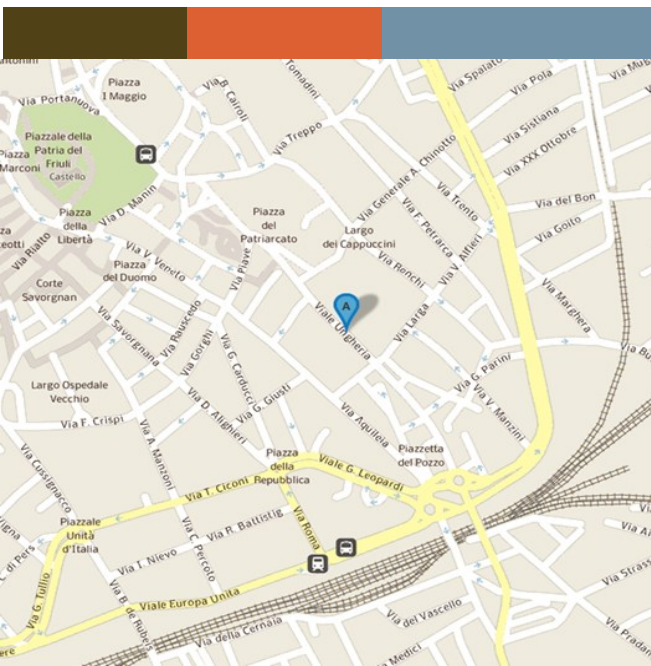 Piazza
I Maggio
Via Portanuova
Via B. Cairoli
Tomadini
Via Spalato
Via Pola
Via Treppo
Via Sistiana
Via XXX Ottobre
Piazzale della
Patria del
Friuli
Castello
Piazza
Marconi
Via Generale A. Chinotto
Via Trento
Via del Bon
Via Goito
Via D. Manin
Piazza
della
Libertà
Via Rialto
Piazza
del
Patriarcato
Largo
dei Cappuccini
Via F. Petrarca
Via V. Alfieri
Via Ronchi
Via V. Veneto
Piazza
del Duomo
Via Piave
Corte
Savorgnan
Via Marghera
A
Viale Ungheria
Via Larga
Via Savorgnana
Via Rauscedo
Via Gorghi
Via G. Carducci
Via G. Parini
Via V. Manzini
Largo Ospedale
Vecchio
Via F. Crispi
Via D. Alighieri
Via G. Giusti
Via Aquileia
Via A. Manzoni
Via Cussignacco
Piazza
della
Repubblica
Piazzetta
del Pozzo
Viale G. Leopardi
Via T. Ciconi
Piazzale
Unità
d'Italia
Via C. Percoto
Via R. Battistig
Via Roma
Via I. Nievo
Via G. Tullio
Via B. de Rubeis
Viale Europa Unita
Via della Cernaia
Via del Vascello